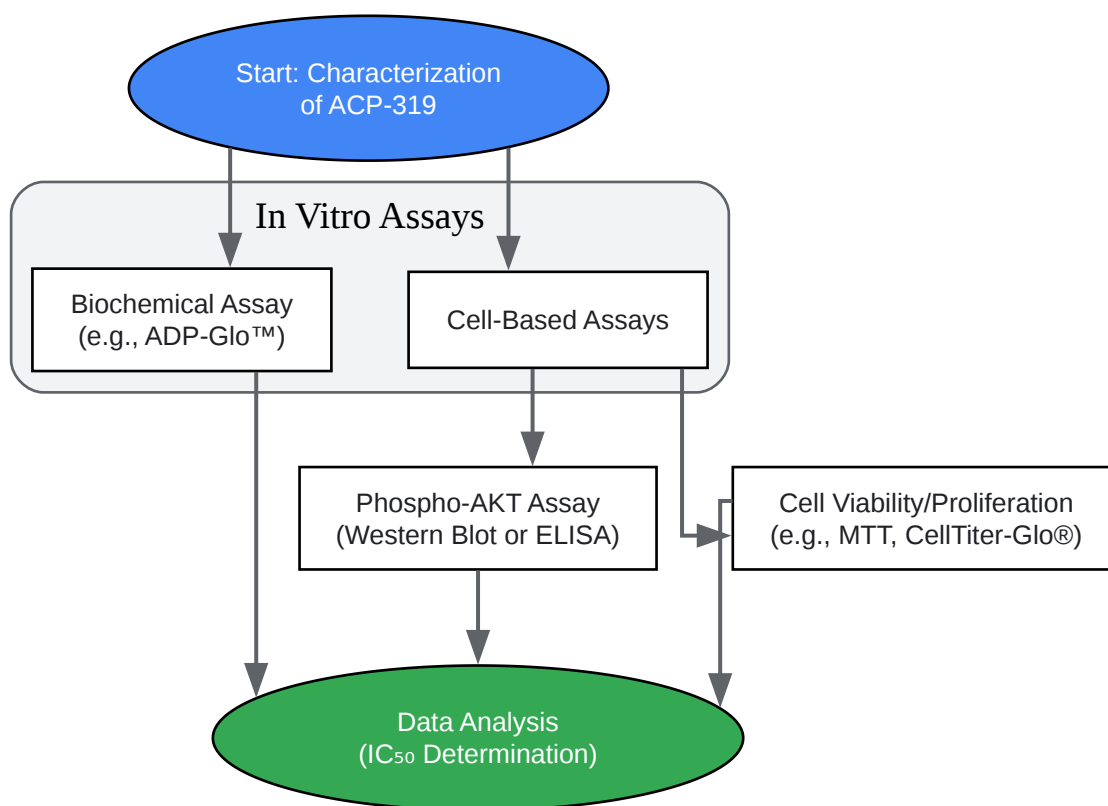 Start: Characterization
of ACP-319
In Vitro Assays
Biochemical Assay
(e.g., ADP-Glo™)
Cell-Based Assays
Phospho-AKT Assay
(Western Blot or ELISA)
Cell Viability/Proliferation
(e.g., MTT, CellTiter-Glo®)
Data Analysis
(IC₅₀ Determination)